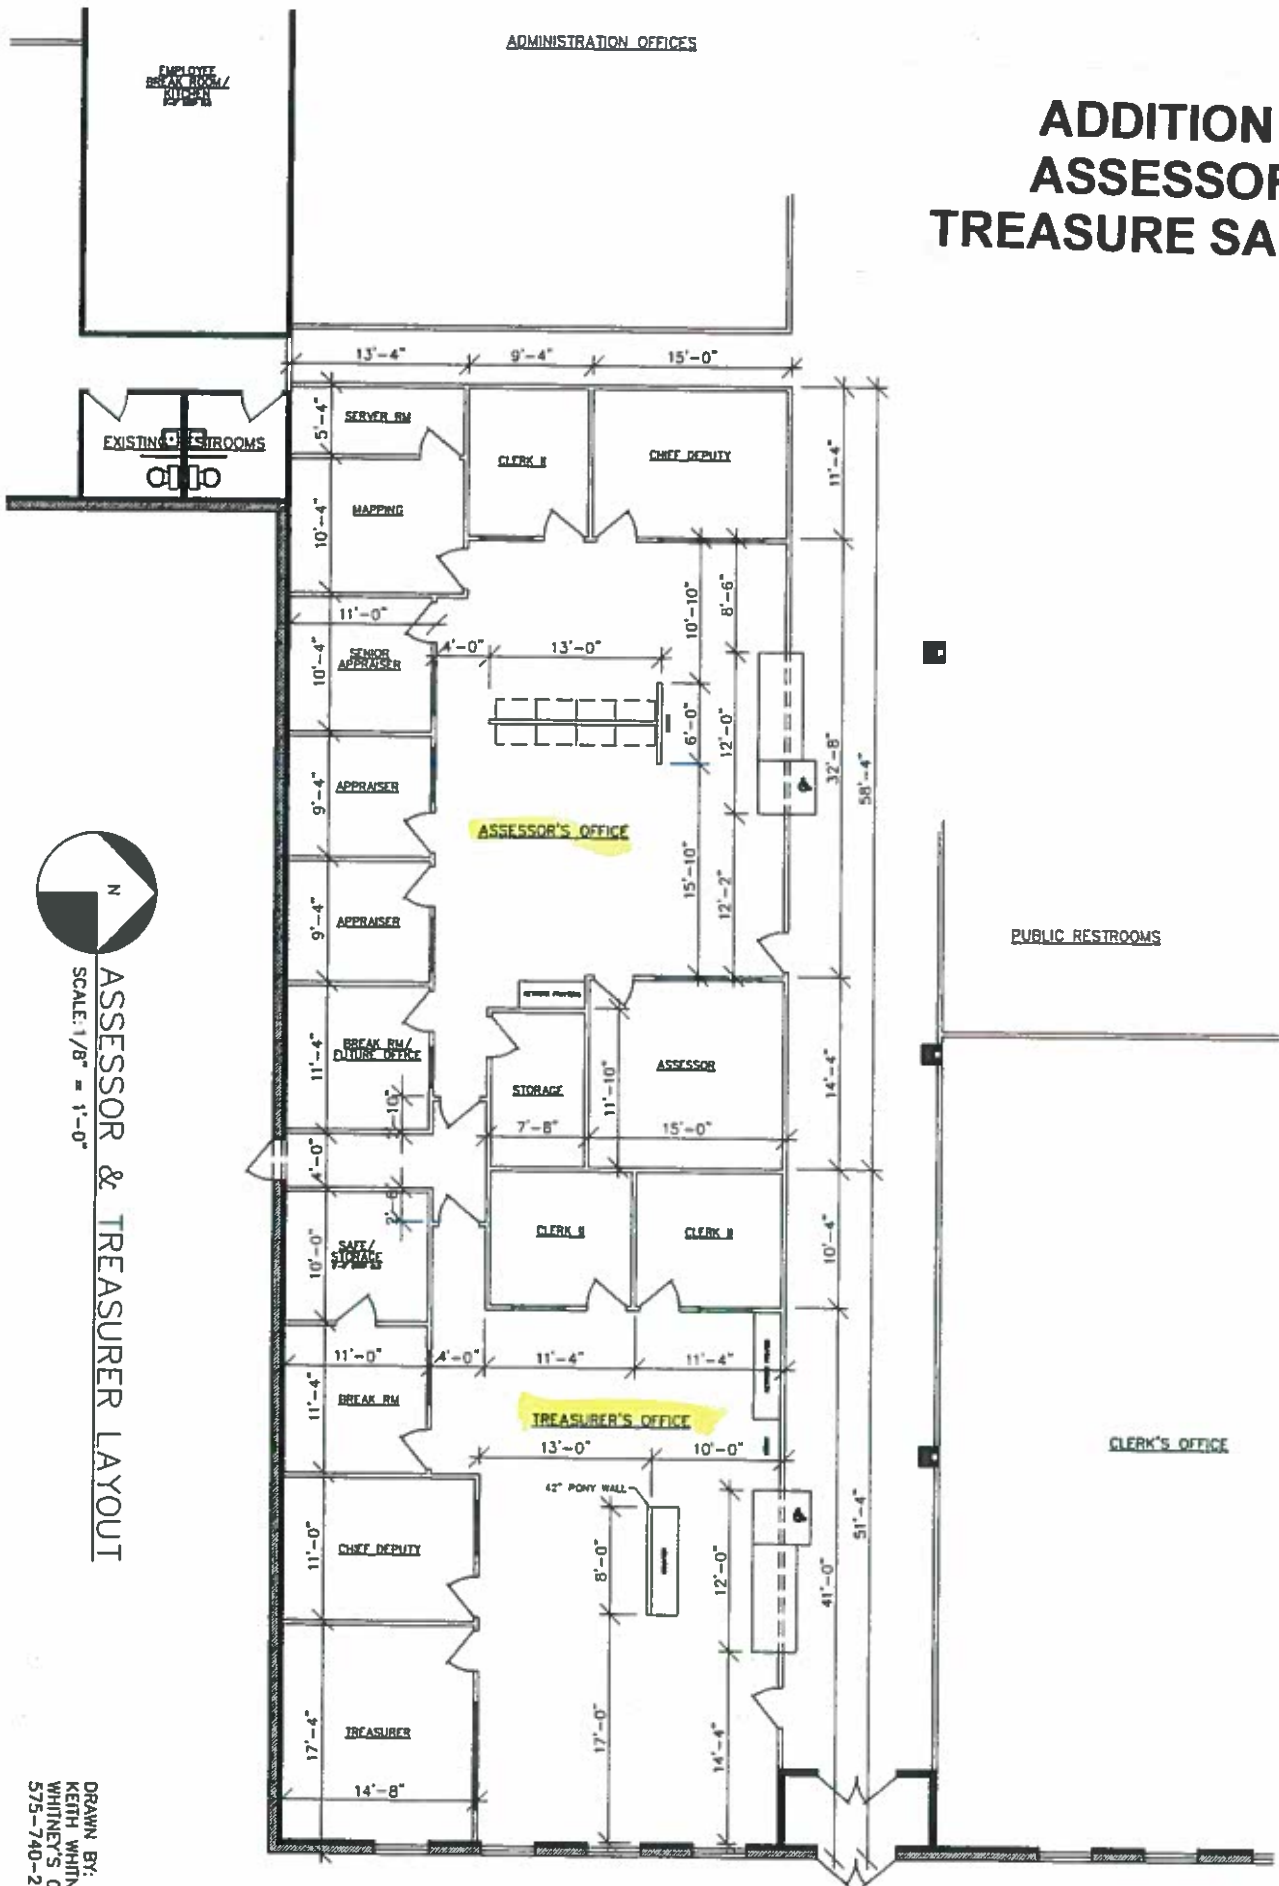 ADMINISTRATION OFFICES
EMPLOYEE
BREAK ROOM/
KITCHEN
ADDITION
ASSESSOR
TREASURE SA
13'-4"
9'-4"
15'-0"
5'-4"
SERVER RM
EXISTING RESTROOMS
CLERK II
CHIEF DEPUTY
11'-4"
10'-4"
MAPPING
11'-0"
10'-10"
8'-6"
10'-4"
SENIOR
APPRAISER
4'-0"
13'-0"
6'-0"
12'-0"
32'-8"
58'-4"
9'-4"
APPRAISER
ASSESSOR'S OFFICE
15'-10"
12'-2"
9'-4"
APPRAISER
PUBLIC RESTROOMS
N
ASSESSOR & TREASURER LAYOUT
SCALE: 1/8" = 1'-0"
11'-4"
BREAK RM/
FUTURE OFFICE
STORAGE
11'-10"
ASSESSOR
14'-4"
7'-8"
15'-0"
4'-0"
10'-0"
SAFE/
STORAGE
CLERK II
CLERK II
10'-4"
11'-0"
4'-0"
11'-4"
11'-4"
11'-4"
BREAK RM
TREASURER'S OFFICE
13'-0"
10'-0"
CLERK'S OFFICE
42" PONY WALL
11'-0"
CHIEF DEPUTY
8'-0"
12'-0"
41'-0"
51'-4"
17'-4"
TREASURER
14'-8"
17'-0"
14'-4"
DRAWN BY:
KEITH WHITN
WHITNEY'S C
575-740-2